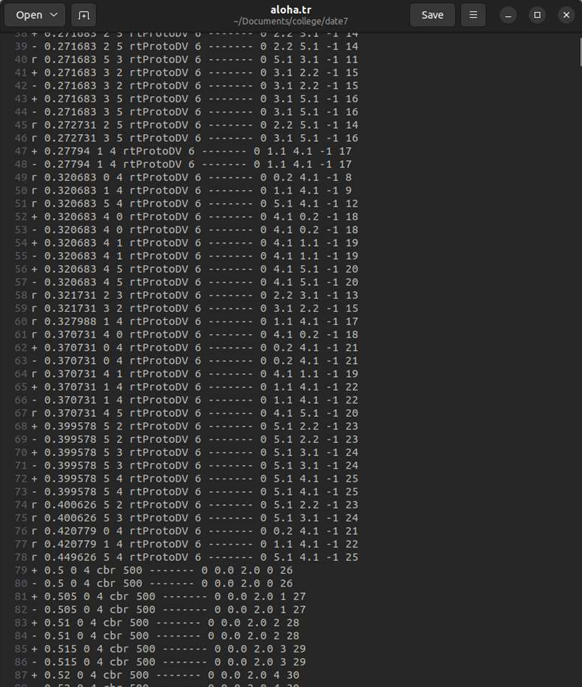 Open
aloha.tr
~/Documents/college/date7
Save
38 + 0.271683 2 5 rtProtoDV 6 ------- 0 2.2 5.1 -1 14
39 - 0.271683 2 5 rtProtoDV 6 ------- 0 2.2 5.1 -1 14
40 r 0.271683 5 3 rtProtoDV 6 ------- 0 5.1 3.1 -1 11
41 + 0.271683 3 2 rtProtoDV 6 ------- 0 3.1 2.2 -1 15
42 - 0.271683 3 2 rtProtoDV 6 ------- 0 3.1 2.2 -1 15
43 + 0.271683 3 5 rtProtoDV 6 ------- 0 3.1 5.1 -1 16
44 - 0.271683 3 5 rtProtoDV 6 ------- 0 3.1 5.1 -1 16
45 r 0.272731 2 5 rtProtoDV 6 ------- 0 2.2 5.1 -1 14
46 r 0.272731 3 5 rtProtoDV 6 ------- 0 3.1 5.1 -1 16
47 + 0.27794 1 4 rtProtoDV 6 ------- 0 1.1 4.1 -1 17
48 - 0.27794 1 4 rtProtoDV 6 ------- 0 1.1 4.1 -1 17
49 r 0.320683 0 4 rtProtoDV 6 ------- 0 0.2 4.1 -1 8
50 r 0.320683 1 4 rtProtoDV 6 ------- 0 1.1 4.1 -1 9
51 r 0.320683 5 4 rtProtoDV 6 ------- 0 5.1 4.1 -1 12
52 + 0.320683 4 0 rtProtoDV 6 ------- 0 4.1 0.2 -1 18
53 - 0.320683 4 0 rtProtoDV 6 ------- 0 4.1 0.2 -1 18
54 + 0.320683 4 1 rtProtoDV 6 ------- 0 4.1 1.1 -1 19
55 - 0.320683 4 1 rtProtoDV 6 ------- 0 4.1 1.1 -1 19
56 + 0.320683 4 5 rtProtoDV 6 ------- 0 4.1 5.1 -1 20
57 - 0.320683 4 5 rtProtoDV 6 ------- 0 4.1 5.1 -1 20
58 r 0.321731 2 3 rtProtoDV 6 ------- 0 2.2 3.1 -1 13
59 r 0.321731 3 2 rtProtoDV 6 ------- 0 3.1 2.2 -1 15
60 r 0.327988 1 4 rtProtoDV 6 ------- 0 1.1 4.1 -1 17
61 r 0.370731 4 0 rtProtoDV 6 ------- 0 4.1 0.2 -1 18
62 + 0.370731 0 4 rtProtoDV 6 ------- 0 0.2 4.1 -1 21
63 - 0.370731 0 4 rtProtoDV 6 ------- 0 0.2 4.1 -1 21
64 r 0.370731 4 1 rtProtoDV 6 ------- 0 4.1 1.1 -1 19
65 + 0.370731 1 4 rtProtoDV 6 ------- 0 1.1 4.1 -1 22
66 - 0.370731 1 4 rtProtoDV 6 ------- 0 1.1 4.1 -1 22
67 r 0.370731 4 5 rtProtoDV 6 ------- 0 4.1 5.1 -1 20
68 + 0.399578 5 2 rtProtoDV 6 ------- 0 5.1 2.2 -1 23
69 - 0.399578 5 2 rtProtoDV 6 ------- 0 5.1 2.2 -1 23
70 + 0.399578 5 3 rtProtoDV 6 ------- 0 5.1 3.1 -1 24
71 - 0.399578 5 3 rtProtoDV 6 ------- 0 5.1 3.1 -1 24
72 + 0.399578 5 4 rtProtoDV 6 ------- 0 5.1 4.1 -1 25
73 - 0.399578 5 4 rtProtoDV 6 ------- 0 5.1 4.1 -1 25
74 r 0.400626 5 2 rtProtoDV 6 ------- 0 5.1 2.2 -1 23
75 r 0.400626 5 3 rtProtoDV 6 ------- 0 5.1 3.1 -1 24
76 r 0.420779 0 4 rtProtoDV 6 ------- 0 0.2 4.1 -1 21
77 r 0.420779 1 4 rtProtoDV 6 ------- 0 1.1 4.1 -1 22
78 r 0.449626 5 4 rtProtoDV 6 ------- 0 5.1 4.1 -1 25
79 + 0.5 0 4 cbr 500 ------- 0 0.0 2.0 0 26
80 - 0.5 0 4 cbr 500 ------- 0 0.0 2.0 0 26
81 + 0.505 0 4 cbr 500 ------- 0 0.0 2.0 1 27
82 - 0.505 0 4 cbr 500 ------- 0 0.0 2.0 1 27
83 + 0.51 0 4 cbr 500 ------- 0 0.0 2.0 2 28
84 - 0.51 0 4 cbr 500 ------- 0 0.0 2.0 2 28
85 + 0.515 0 4 cbr 500 ------- 0 0.0 2.0 3 29
86 - 0.515 0 4 cbr 500 ------- 0 0.0 2.0 3 29
87 + 0.52 0 4 cbr 500 ------- 0 0.0 2.0 4 30